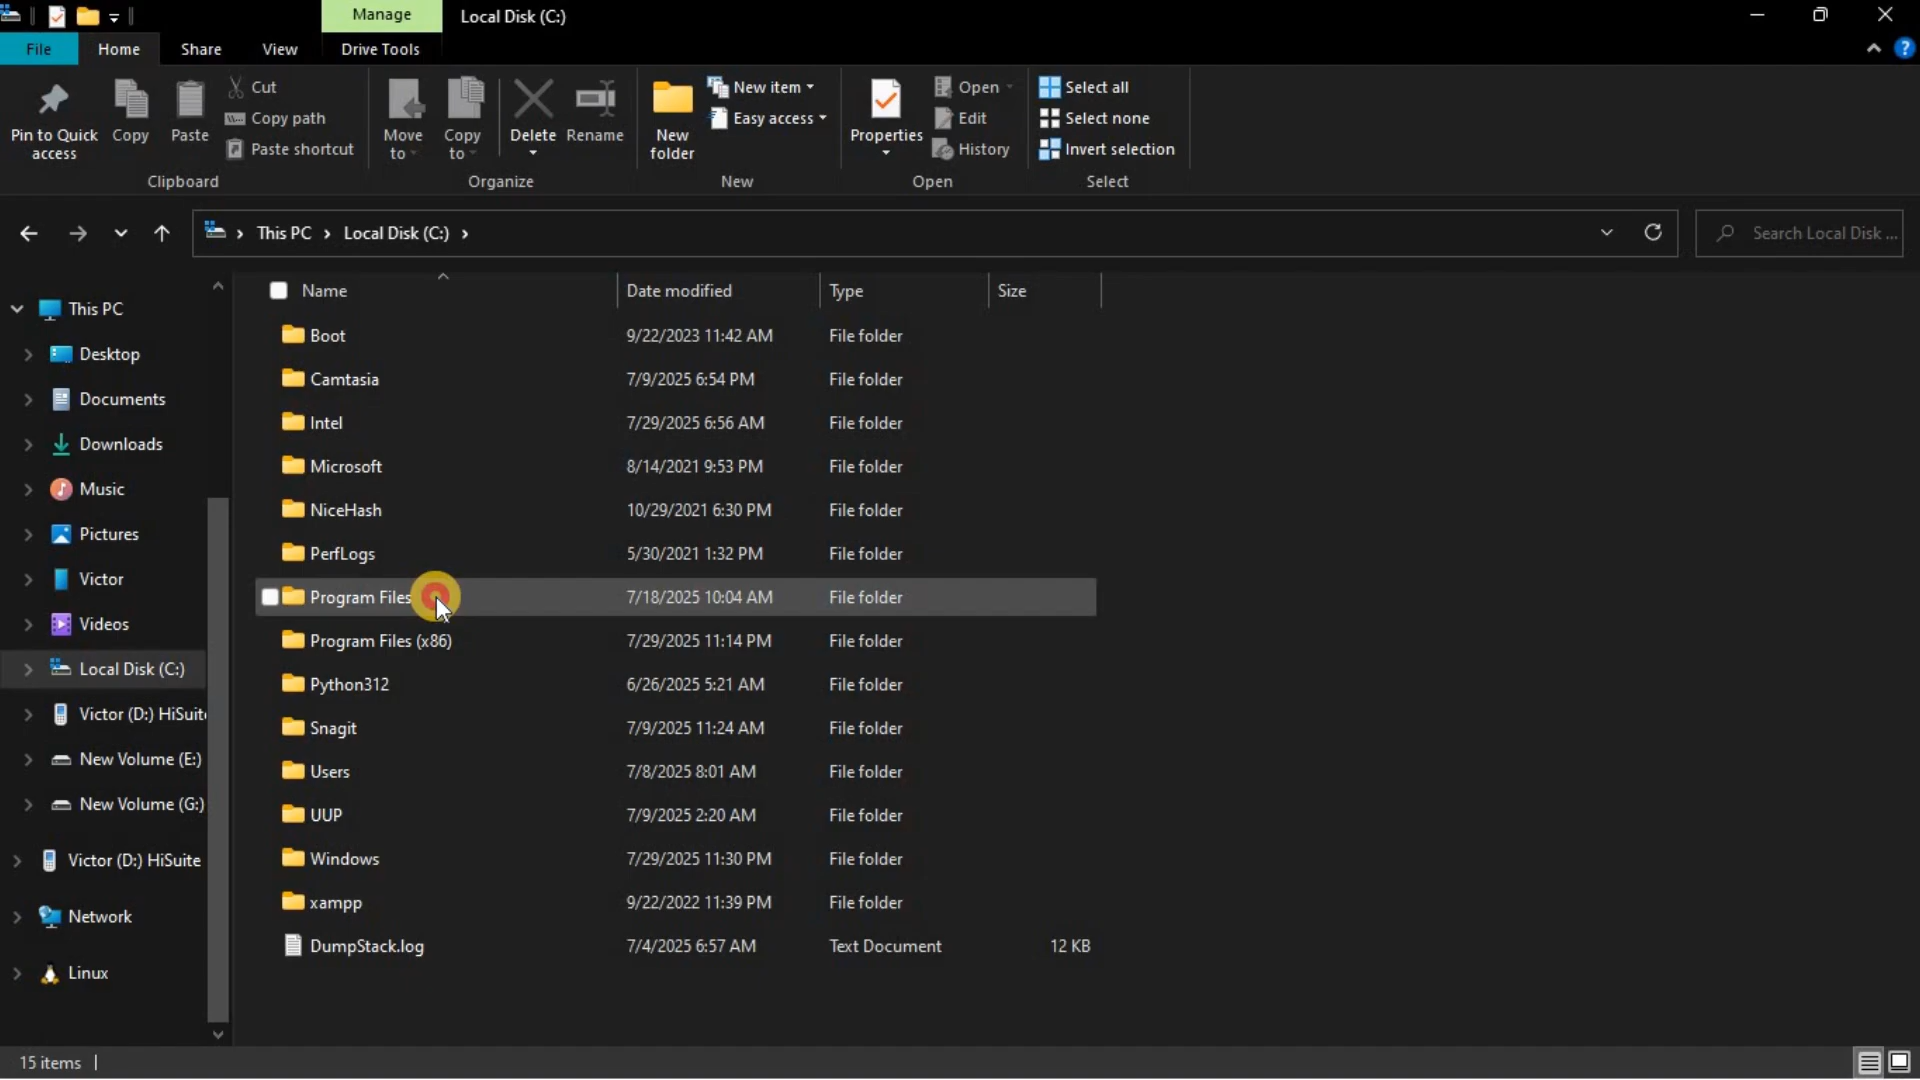 Manage
Local Disk (C:)
File
Home
Share
View
Drive Tools
Pin to Quick
access
Copy
Paste
Cut
Copy path
Paste shortcut
Clipboard
Move
to
Copy
to
Delete
Rename
Organize
New
folder
New item
Easy access
New
Properties
Open
Edit
History
Open
Select all
Select none
Invert selection
Select
This PC
Local Disk (C:)
Search Local Disk ...
This PC
Desktop
Documents
Downloads
Music
Pictures
Victor
Videos
Local Disk (C:)
Victor (D:) HiSuit
New Volume (E:)
New Volume (G:)
Victor (D:) HiSuite
Network
Linux
Name Date modified Type Size
Boot 9/22/2023 11:42 AM File folder
Camtasia 7/9/2025 6:54 PM File folder
Intel 7/29/2025 6:56 AM File folder
Microsoft 8/14/2021 9:53 PM File folder
NiceHash 10/29/2021 6:30 PM File folder
PerfLogs 5/30/2021 1:32 PM File folder
Program Files 7/18/2025 10:04 AM File folder
Program Files (x86) 7/29/2025 11:14 PM File folder
Python312 6/26/2025 5:21 AM File folder
Snagit 7/9/2025 11:24 AM File folder
Users 7/8/2025 8:01 AM File folder
UUP 7/9/2025 2:20 AM File folder
Windows 7/29/2025 11:30 PM File folder
xampp 9/22/2022 11:39 PM File folder
DumpStack.log 7/4/2025 6:57 AM Text Document 12 KB
15 items